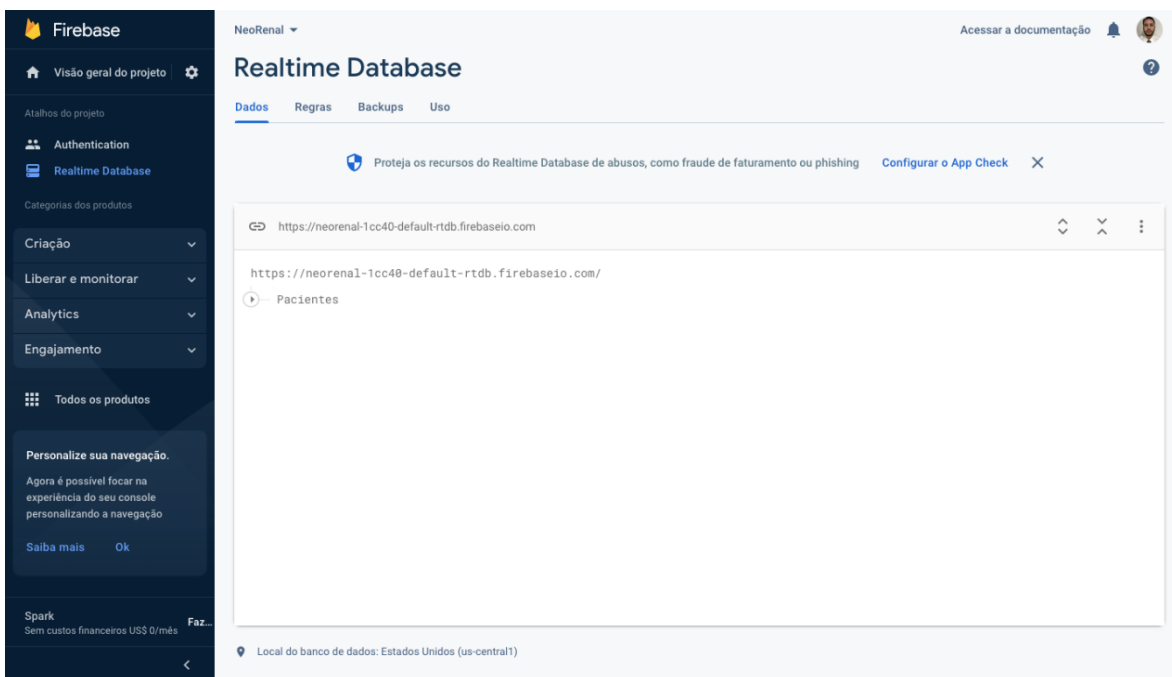 Firebase
Visão geral do projeto
Atalhos do projeto
Authentication
Realtime Database
Categorias dos produtos
Criação
Liberar e monitorar
Analytics
Engajamento
Todos os produtos
Personalize sua navegação.
Agora é possível focar na
experiência do seu console
personalizando a navegação
Saiba mais Ok
Spark
Sem custos financeiros US$ 0/mês
Faz...
NeoRenal
Acessar a documentação
Realtime Database
Dados Regras Backups Uso
Proteja os recursos do Realtime Database de abusos, como fraude de faturamento ou phishing Configurar o App Check
https://neorenal-1cc40-default-rtdb.firebaseio.com
https://neorenal-1cc40-default-rtdb.firebaseio.com/
Pacientes
Local do banco de dados: Estados Unidos (us-central1)